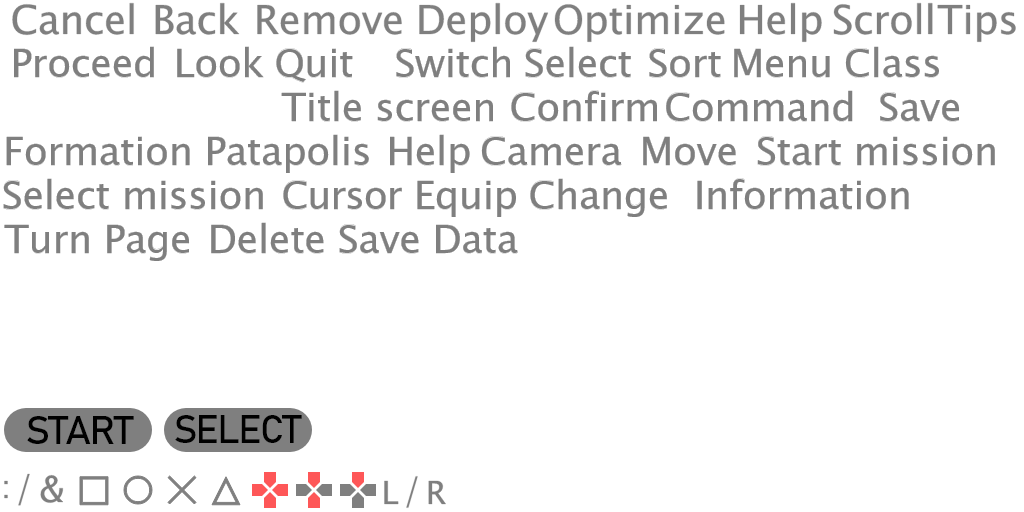 Cancel Back Remove Deploy Optimize Help Scroll Tips
Proceed Look Quit Switch Select Sort Menu Class
Title screen Confirm Command Save
Formation Patapolis Help Camera Move Start mission
Select mission Cursor Equip Change Information
Turn Page Delete Save Data
START SELECT
: / & □ ○ × △ L / R